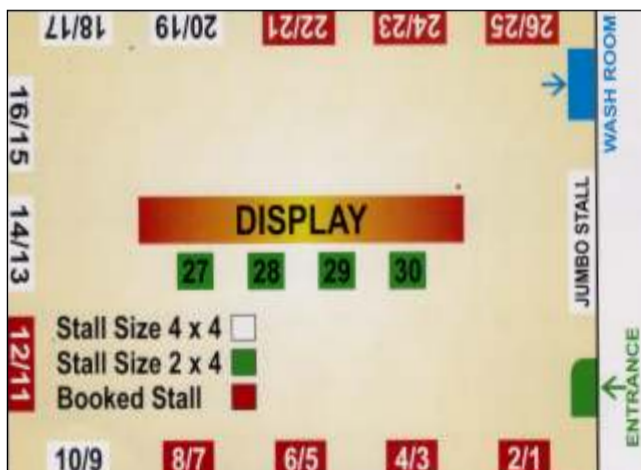 18/17
20/19
22/21
24/23
26/25
WASH ROOM
16/15
14/13
12/11
DISPLAY
27 28 29 30
JUMBO STALL
Stall Size 4 x 4
Stall Size 2 x 4
Booked Stall
ENTRANCE
10/9
8/7
6/5
4/3
2/1